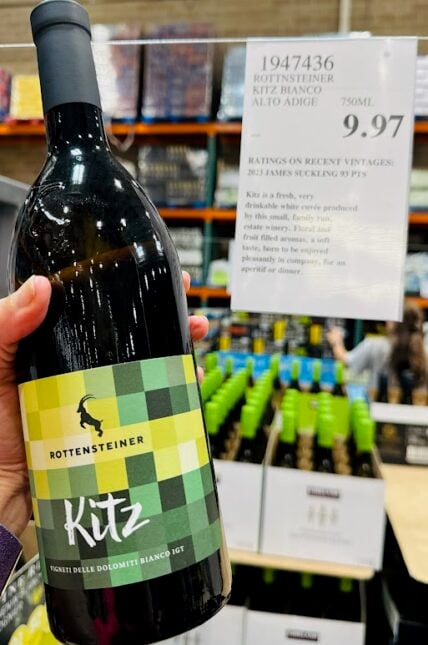 1947436
ROTTNSTEINER
KITZ BIANCO
ALTO ADIGE 750ML
9.97
RATINGS ON RECENT VINTAGES:
2023 JAMES SUCKLING 93 PTS
Kitz is a fresh, very
drinkable white cuvée produced
by this small, family run,
estate winery. Floral and
fruit filled aromas, a soft
taste, born to be enjoyed
pleasantly in company, for an
aperitif or dinner.
ROTTENSTEINER
Kitz
VIGNETI DELLE DOLOMITI BIANCO IGT